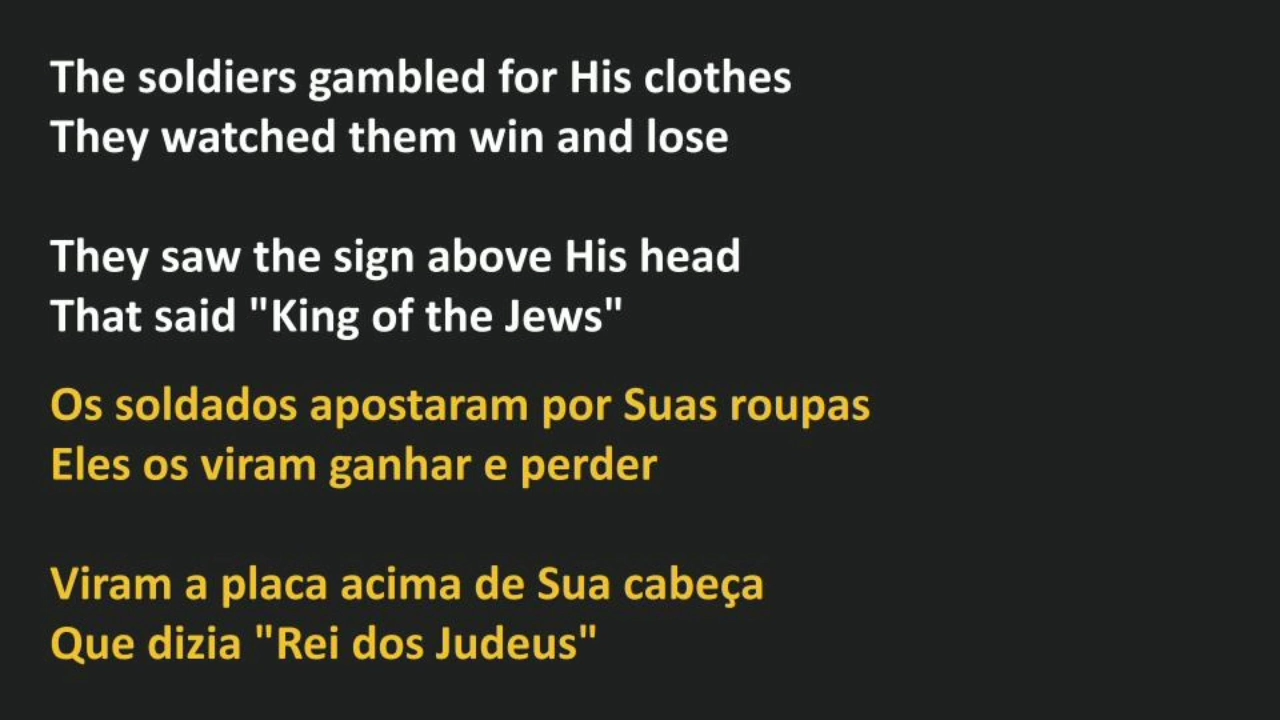 The soldiers gambled for His clothes
They watched them win and lose
They saw the sign above His head
That said "King of the Jews"
Os soldados apostaram por Suas roupas
Eles os viram ganhar e perder
Viram a placa acima de Sua cabeça
Que dizia "Rei dos Judeus"